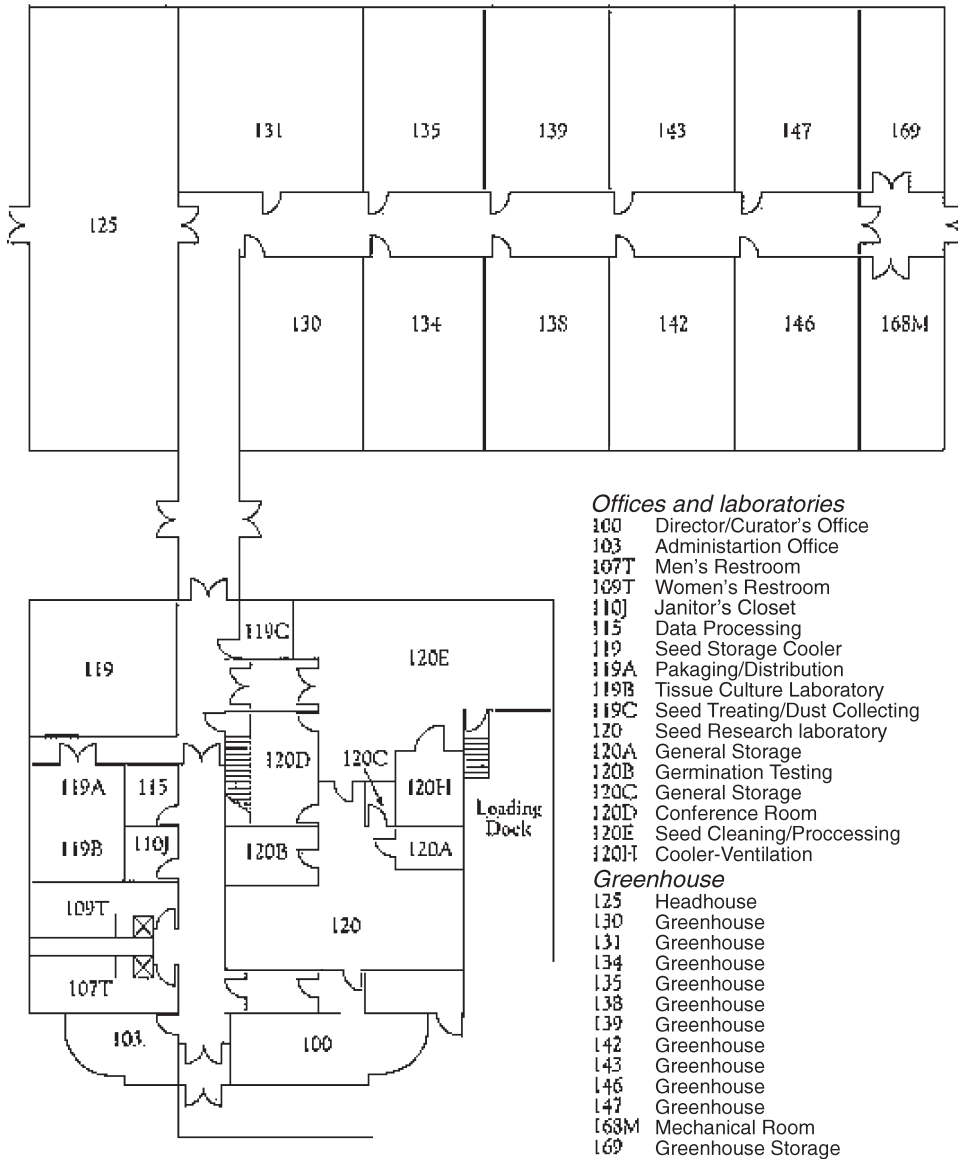 131
135
139
143
147
169
125
130
134
138
142
146
168M
119C
119
120E
120D
120C
119A
115
120H
Loading
Dock
119B
110J
120B
120A
109T
120
107T
103
100
Offices and laboratories
100 Director/Curator's Office
103 Administartion Office
107T Men's Restroom
109T Women's Restroom
110J Janitor's Closet
115 Data Processing
119 Seed Storage Cooler
119A Pakaging/Distribution
119B Tissue Culture Laboratory
119C Seed Treating/Dust Collecting
120 Seed Research laboratory
120A General Storage
120B Germination Testing
120C General Storage
120D Conference Room
120E Seed Cleaning/Proccessing
120H Cooler-Ventilation
Greenhouse
125 Headhouse
130 Greenhouse
131 Greenhouse
134 Greenhouse
135 Greenhouse
138 Greenhouse
139 Greenhouse
142 Greenhouse
143 Greenhouse
146 Greenhouse
147 Greenhouse
168M Mechanical Room
169 Greenhouse Storage